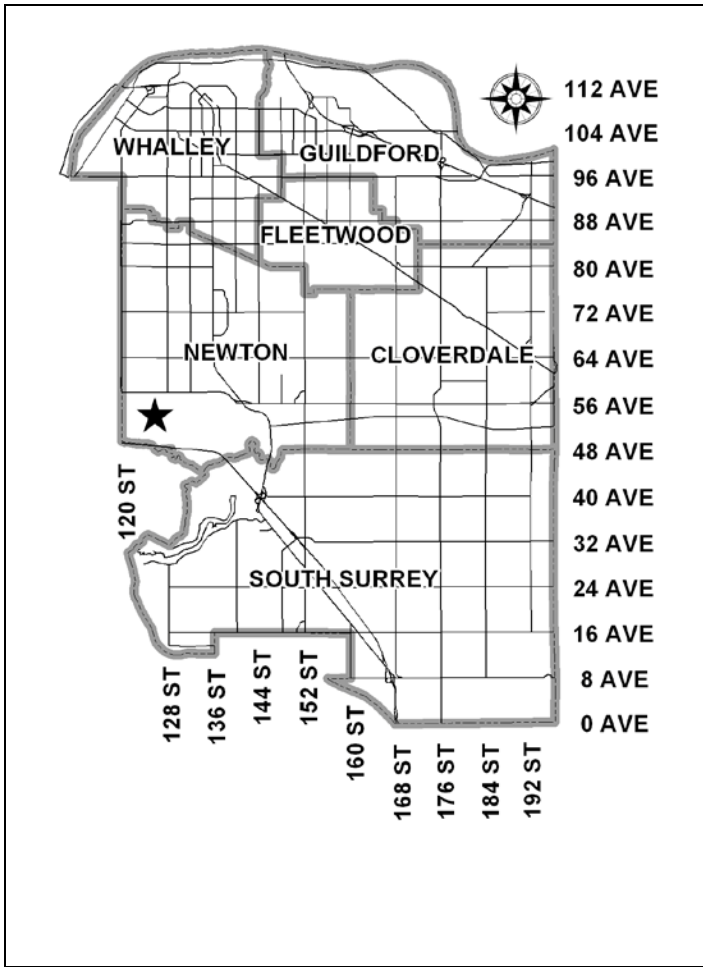 112 AVE
104 AVE
WHALLEY
GUILDFORD
96 AVE
88 AVE
FLEETWOOD
80 AVE
72 AVE
NEWTON
CLOVERDALE
64 AVE
56 AVE
48 AVE
120 ST
40 AVE
32 AVE
SOUTH SURREY
24 AVE
16 AVE
8 AVE
0 AVE
128 ST
136 ST
144 ST
152 ST
160 ST
168 ST
176 ST
184 ST
192 ST